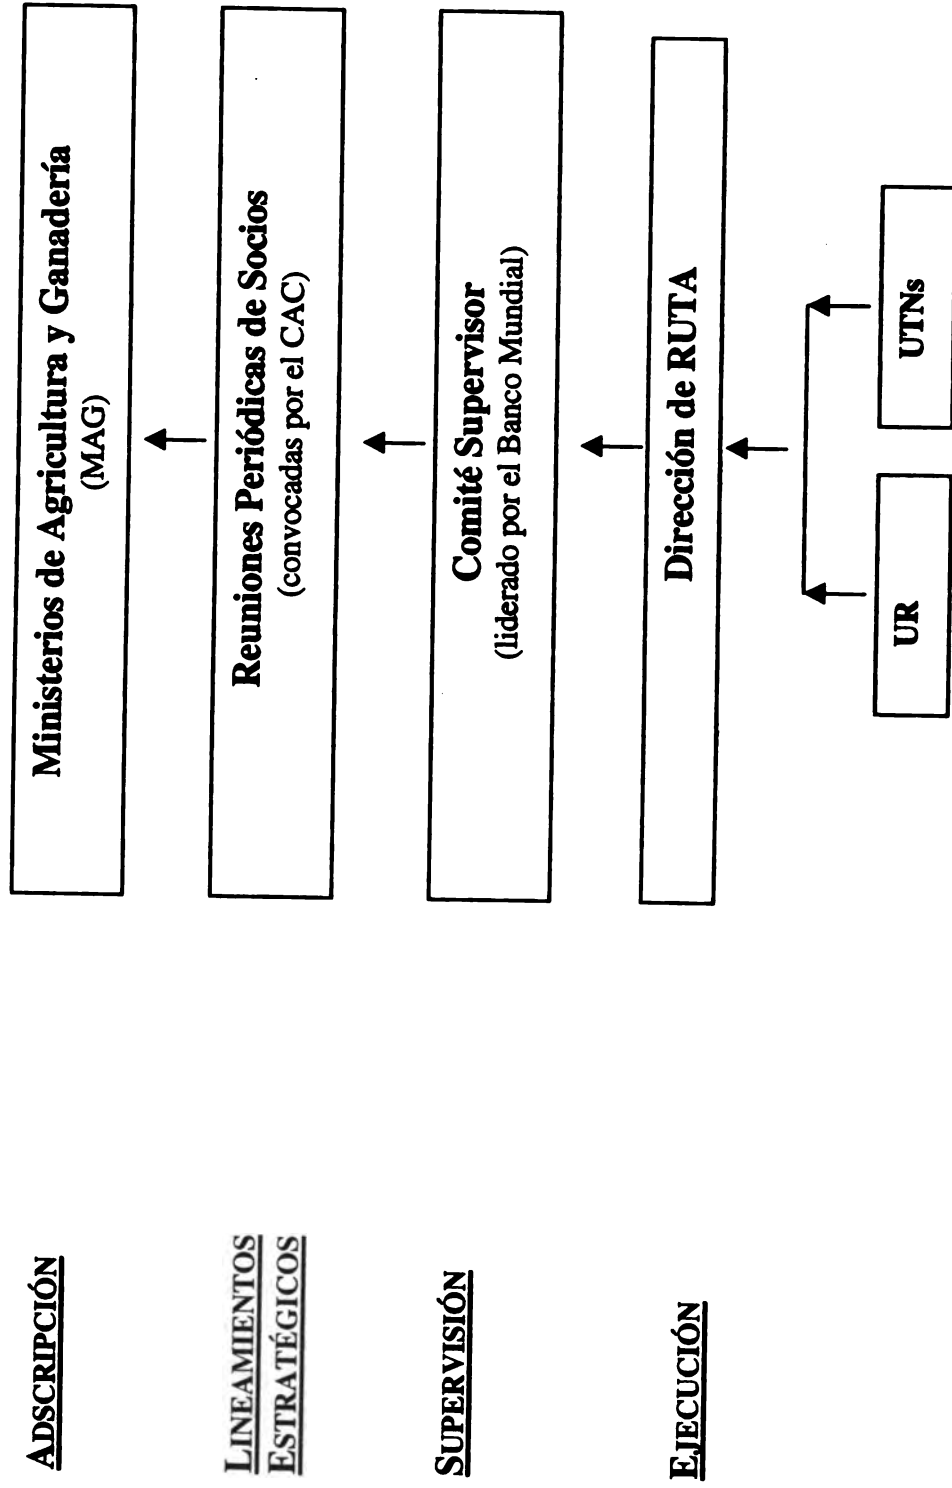 ADSCRIPCIÓN
Ministerios de Agricultura y Ganadería
(MAG)
LINEAMIENTOS
ESTRATÉGICOS
Reuniones Periódicas de Socios
(convocadas por el CAC)
SUPERVISIÓN
Comité Supervisor
(liderado por el Banco Mundial)
EJECUCIÓN
Dirección de RUTA
UR
UTNs